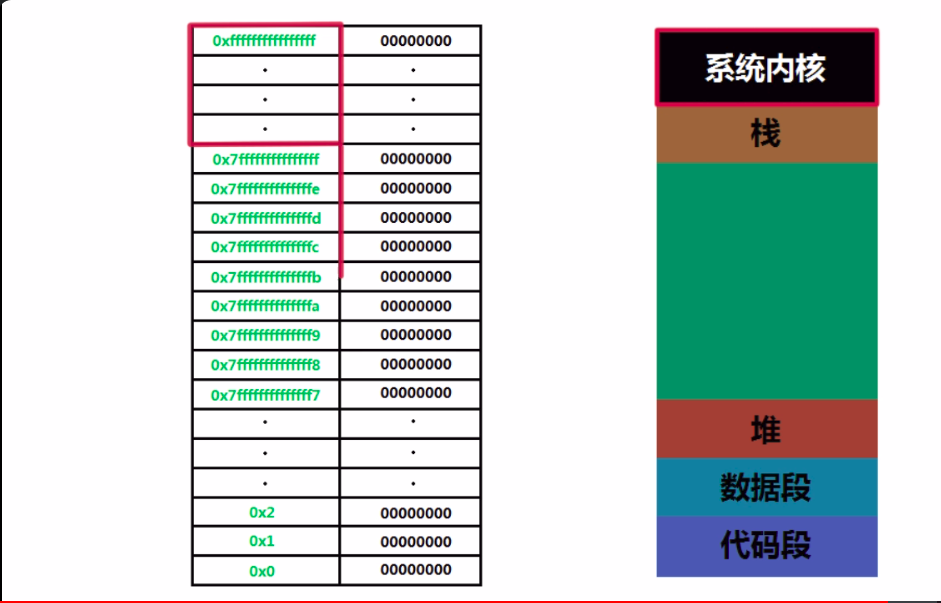 0xffffffffffffffff 00000000
. .
. .
. .
0x7fffffffffffffff 00000000
0x7ffffffffffffffe 00000000
0x7ffffffffffffffd 00000000
0x7ffffffffffffffc 00000000
0x7ffffffffffffffb 00000000
0x7ffffffffffffffa 00000000
0x7ffffffffffffff9 00000000
0x7ffffffffffffff8 00000000
0x7ffffffffffffff7 00000000
. .
. .
. .
0x2 00000000
0x1 00000000
0x0 00000000
系统内核
栈
堆
数据段
代码段